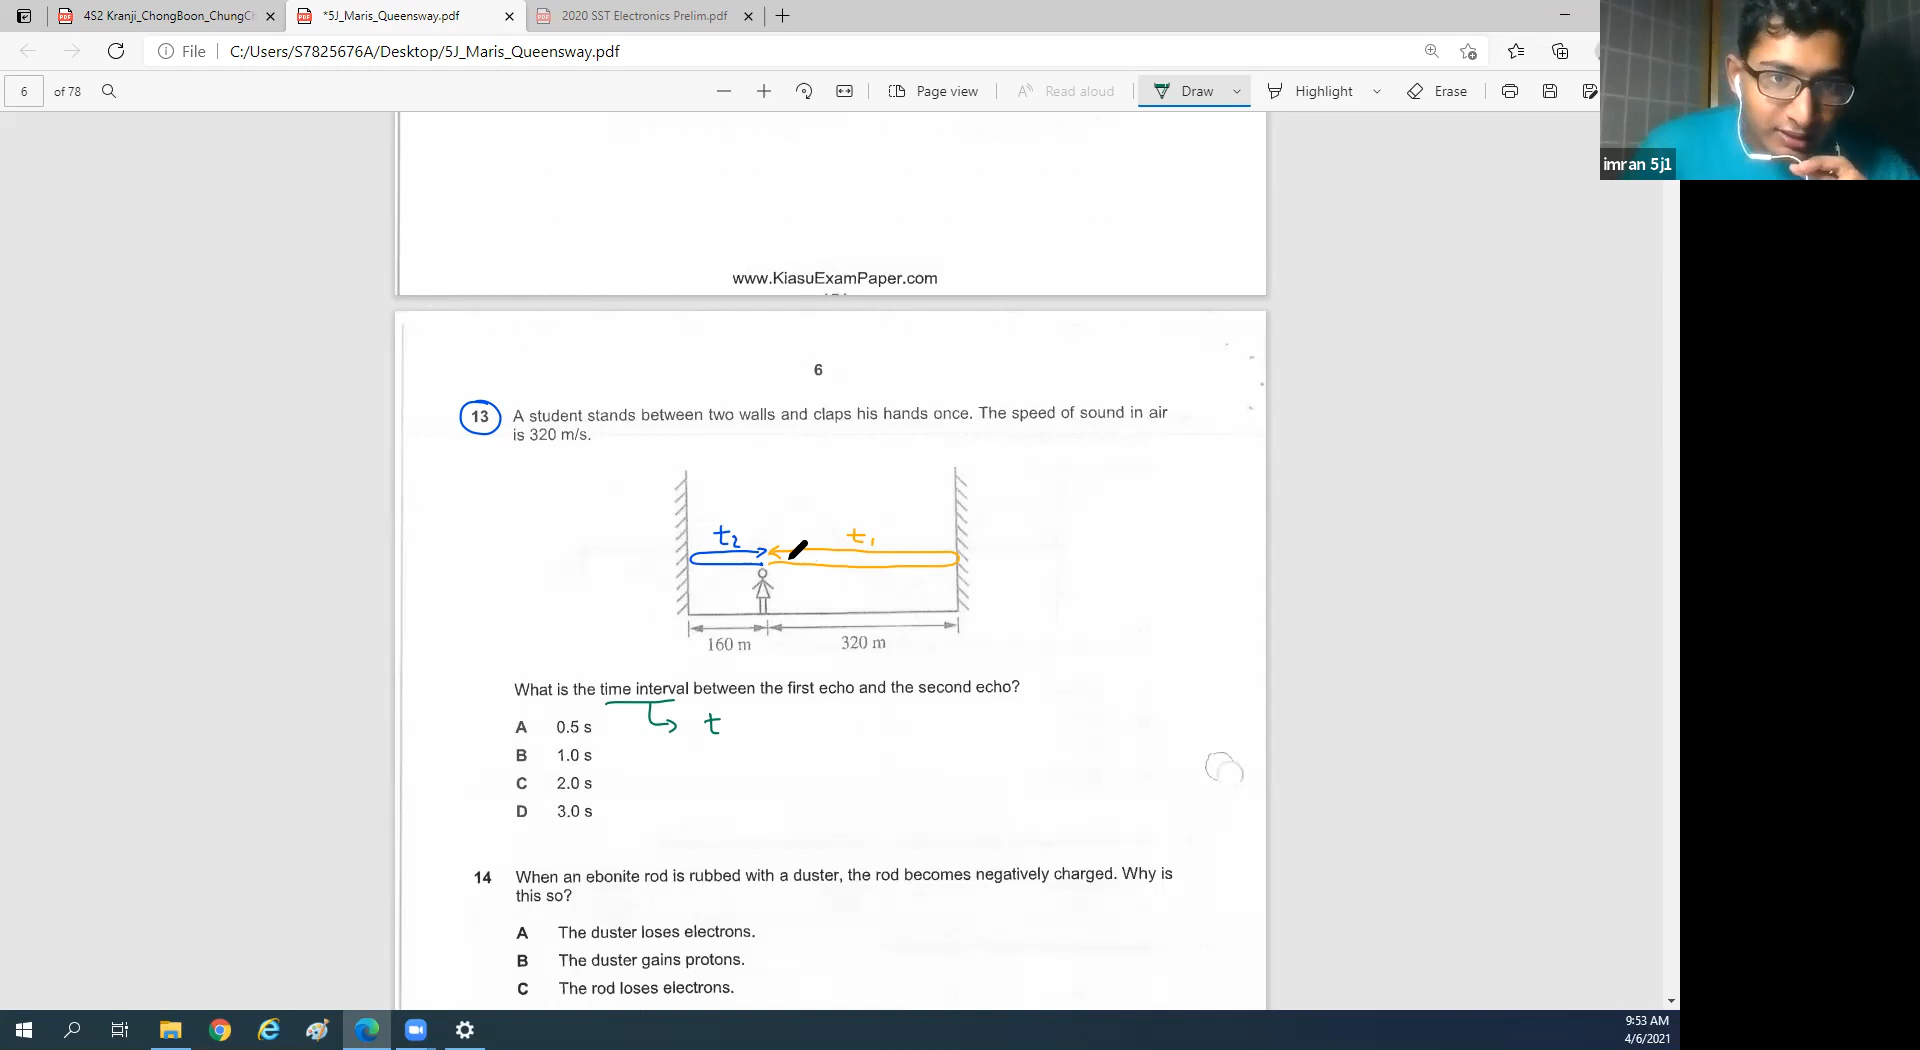 4S2 Kranji_ChongBoon_ChungCh
*5J_Maris_Queensway.pdf
2020 SST Electronics Prelim.pdf
File
C:/Users/S7825676A/Desktop/5J_Maris_Queensway.pdf
6 of 78
Page view
Read aloud
Draw
Highlight
Erase
imran 5j1
www.KiasuExamPaper.com
6
13 A student stands between two walls and claps his hands once. The speed of sound in air
is 320 m/s.
t2 t1
160 m 320 m
What is the time interval between the first echo and the second echo?
t
A 0.5 s
B 1.0 s
C 2.0 s
D 3.0 s
14 When an ebonite rod is rubbed with a duster, the rod becomes negatively charged. Why is
this so?
A The duster loses electrons.
B The duster gains protons.
C The rod loses electrons.
9:53 AM
4/6/2021